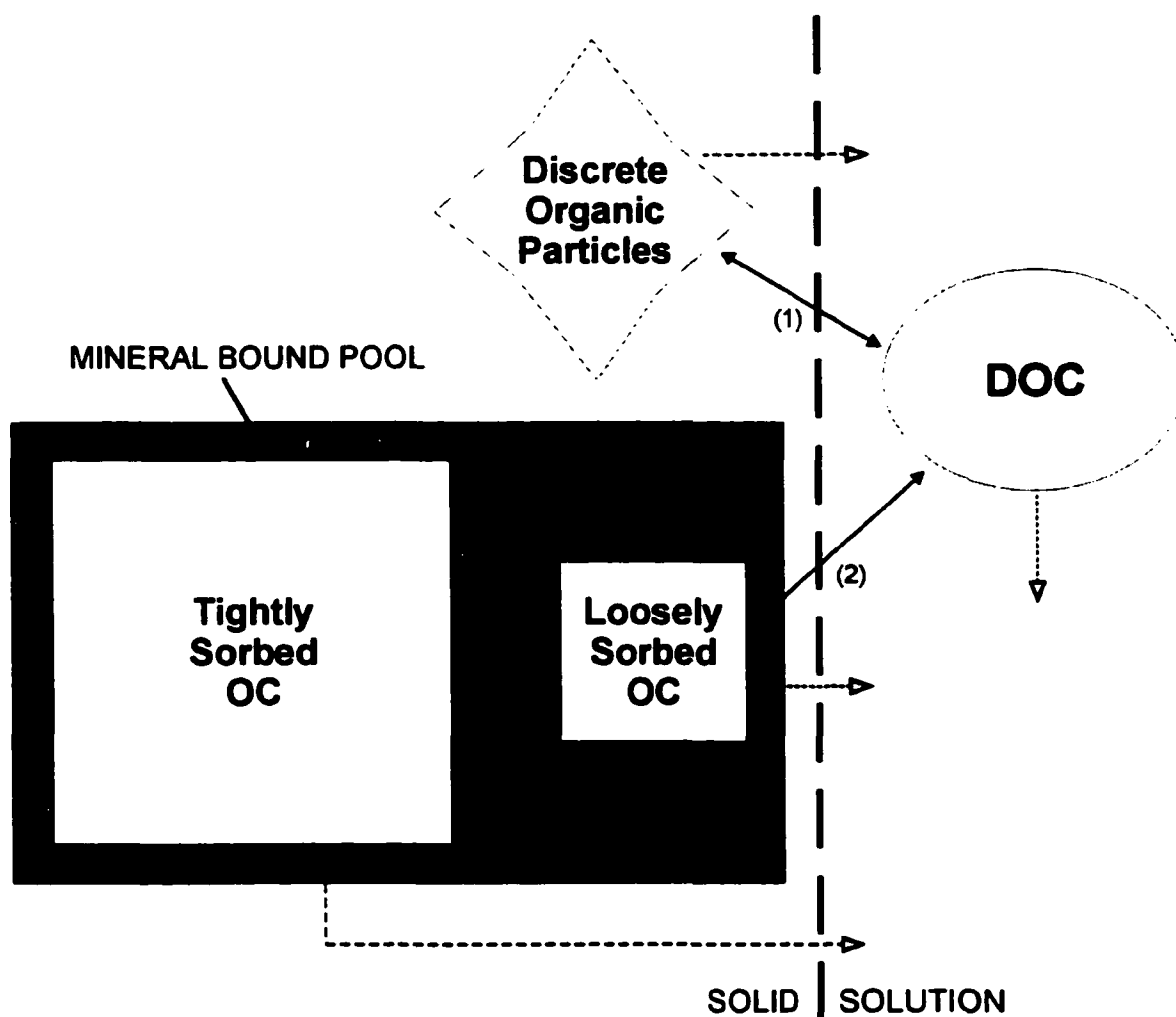 Discrete
Organic
Particles
(1)
DOC
MINERAL BOUND POOL
(2)
Tightly
Sorbed
OC
Loosely
Sorbed
OC
SOLID
SOLUTION